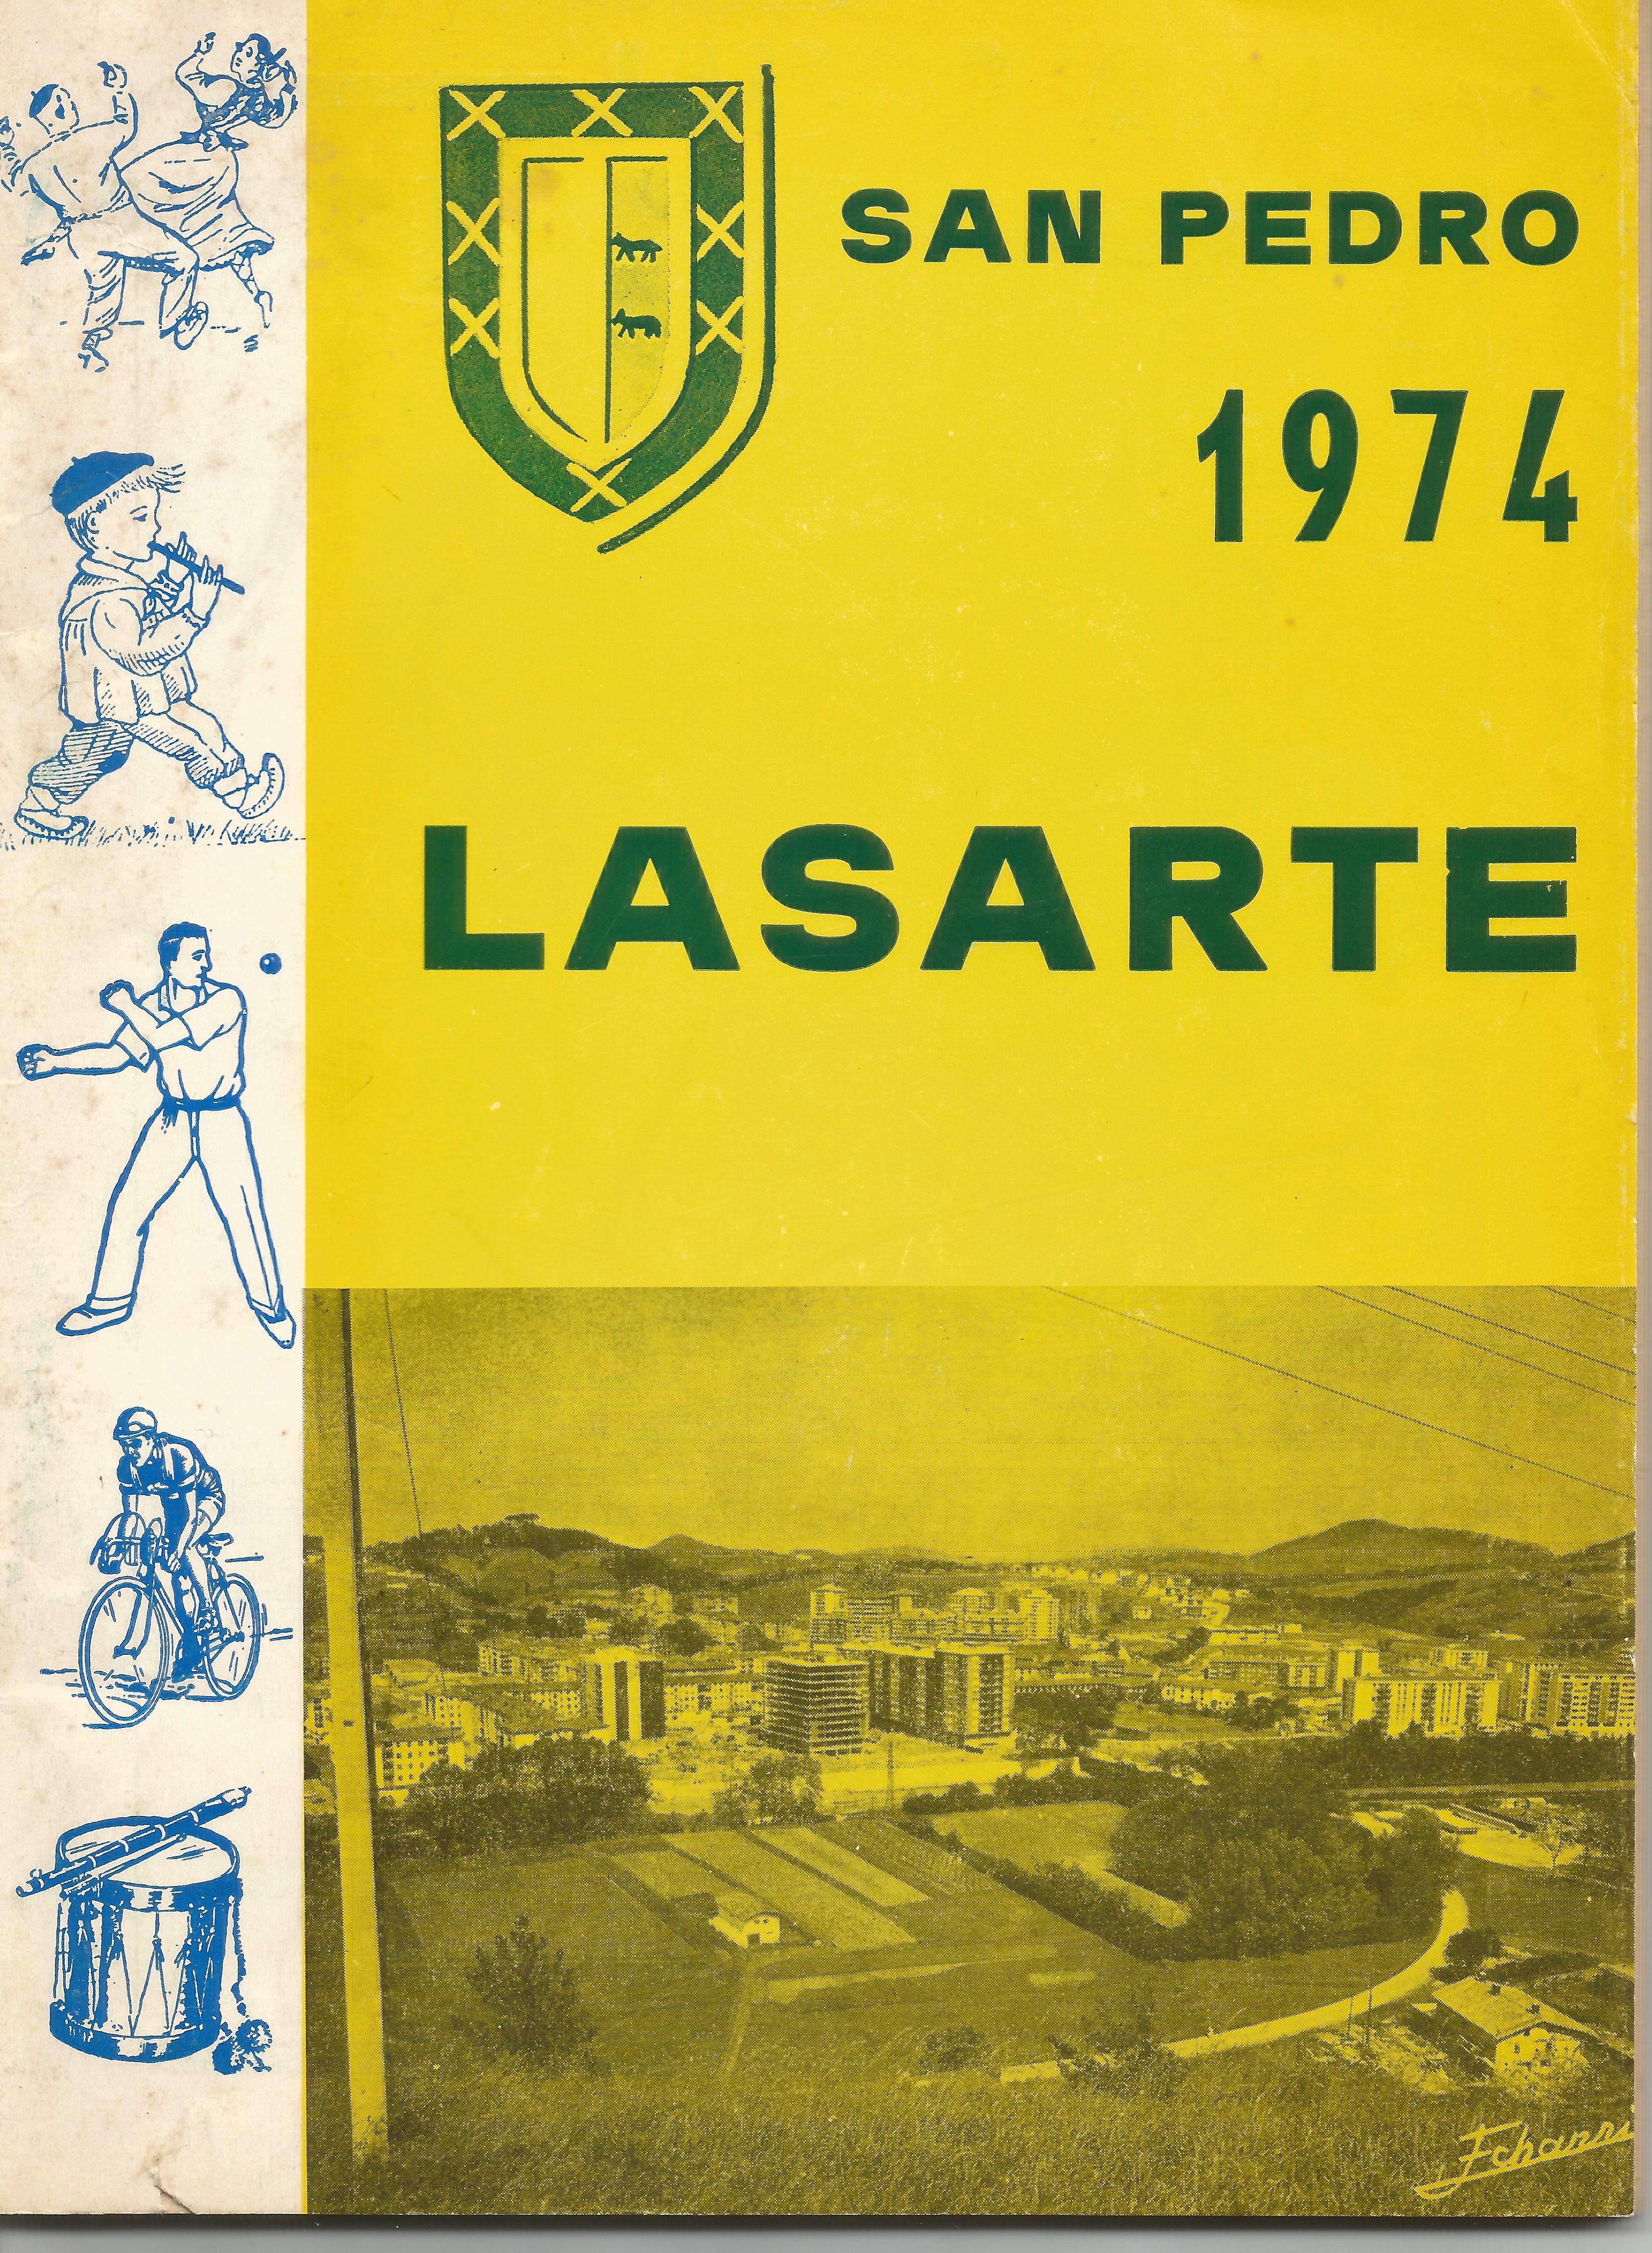 SAN PEDRO
1974
LASARTE